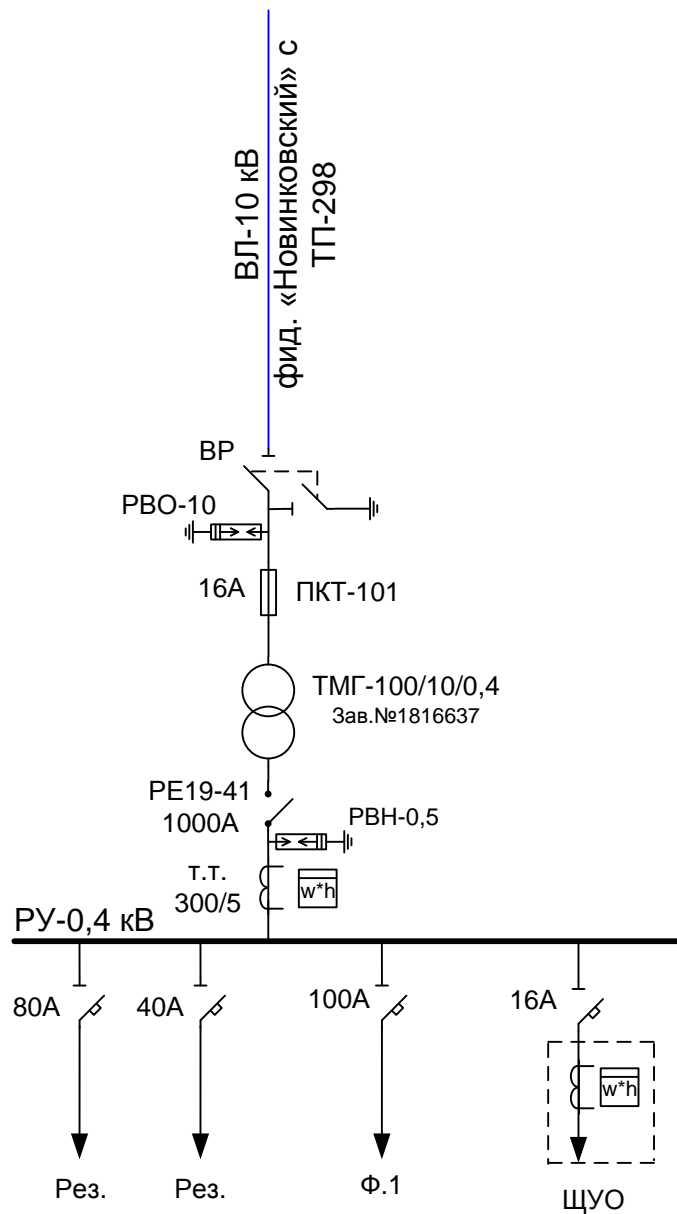 ВЛ-10 кВ
фид. «Новинковский» с
ТП-298
ВР
РВО-10
16А
ПКТ-101
ТМГ-100/10/0,4
Зав.№1816637
РЕ19-41
1000А
РВН-0,5
т.т.
300/5
w*h
РУ-0,4 кВ
80А
40А
100А
16А
w*h
Рез.
Рез.
Ф.1
ЩУО